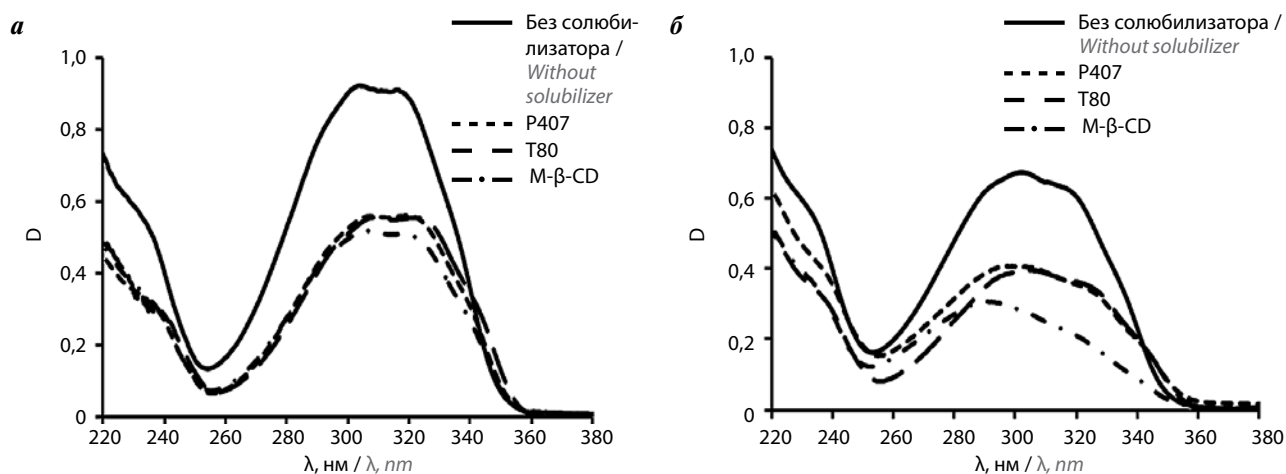 а
Без солюби-
лизатора /
Without
solubilizer
P407
T80
M-β-CD
1,0
0,8
0,6
0,4
0,2
0
D
220 240 260 280 300 320 340 360 380
λ, нм / λ, nm
б
Без солюбилизатора /
Without solubilizer
P407
T80
M-β-CD
1,0
0,8
0,6
0,4
0,2
0
D
220 240 260 280 300 320 340 360 380
λ, нм / λ, nm